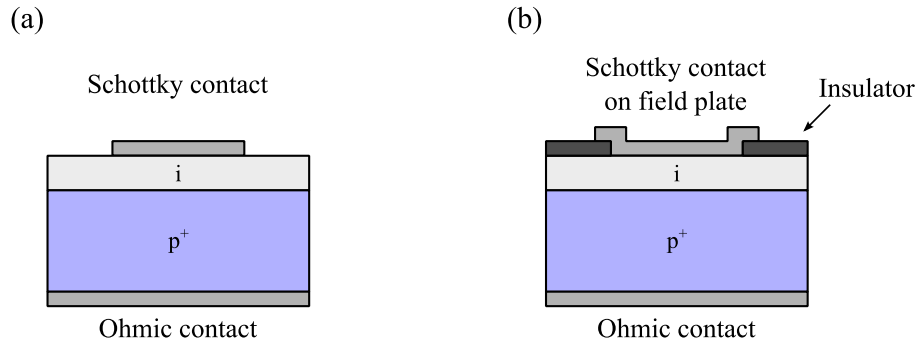 (a)
Schottky contact
i
p⁺
Ohmic contact
(b)
Schottky contact
on field plate
Insulator
i
p⁺
Ohmic contact